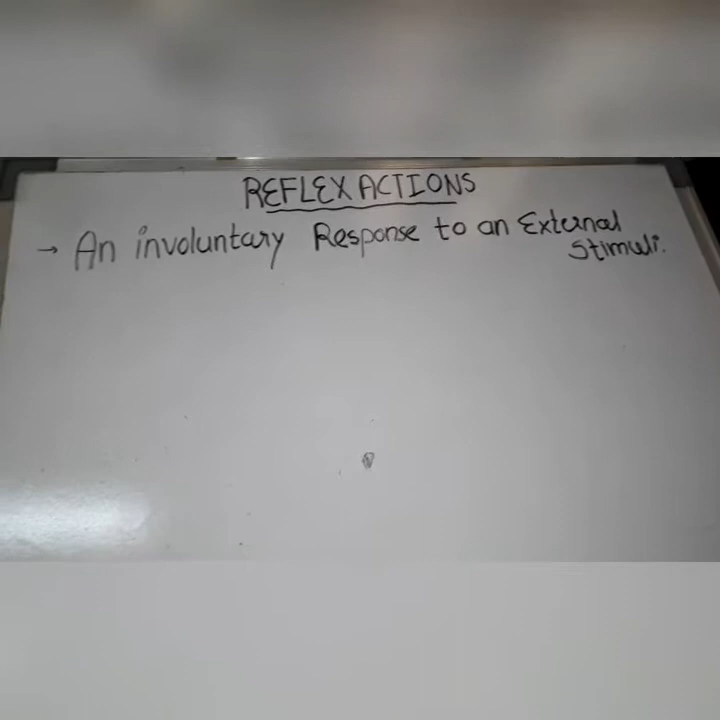 REFLEX ACTIONS
→ An involuntary Response to an External
Stimuli.